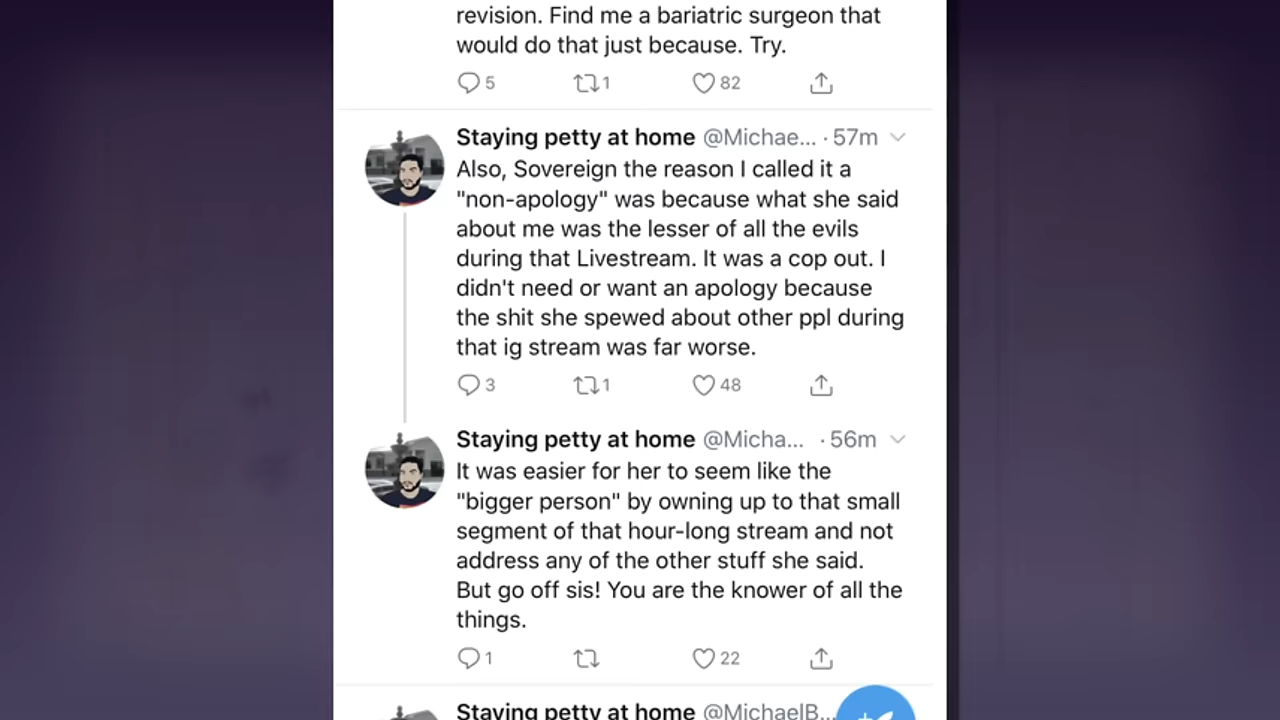 revision. Find me a bariatric surgeon that
would do that just because. Try.
5 1 82
Staying petty at home @Michae... · 57m
Also, Sovereign the reason I called it a
"non-apology" was because what she said
about me was the lesser of all the evils
during that Livestream. It was a cop out. I
didn't need or want an apology because
the shit she spewed about other ppl during
that ig stream was far worse.
3 1 48
Staying petty at home @Micha... · 56m
It was easier for her to seem like the
"bigger person" by owning up to that small
segment of that hour-long stream and not
address any of the other stuff she said.
But go off sis! You are the knower of all the
things.
1 22
Staying petty at home @MichaelB...